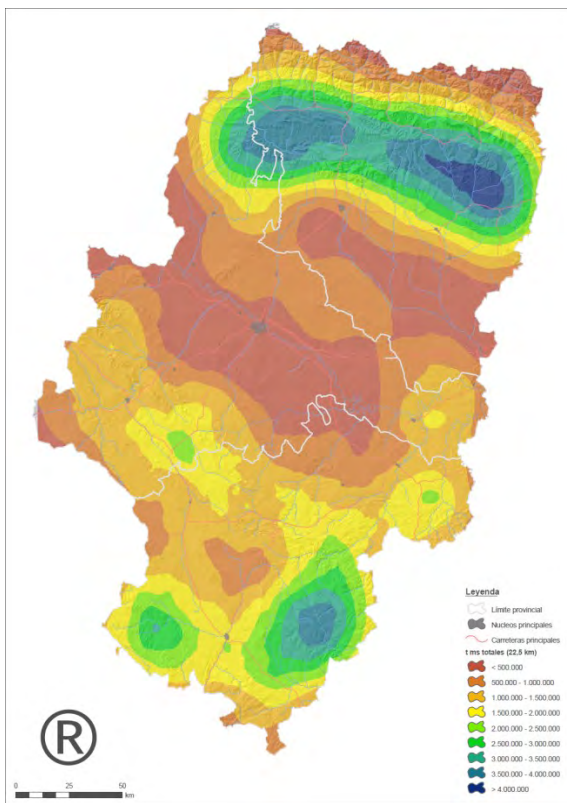 Leyenda
Límite provincial
Nucleos principales
Carreteras principales
t ms totales (22,5 km)
< 500.000
500.000 - 1.000.000
1.000.000 - 1.500.000
1.500.000 - 2.000.000
2.000.000 - 2.500.000
2.500.000 - 3.000.000
3.000.000 - 3.500.000
3.500.000 - 4.000.000
> 4.000.000
®
0 25 50
km